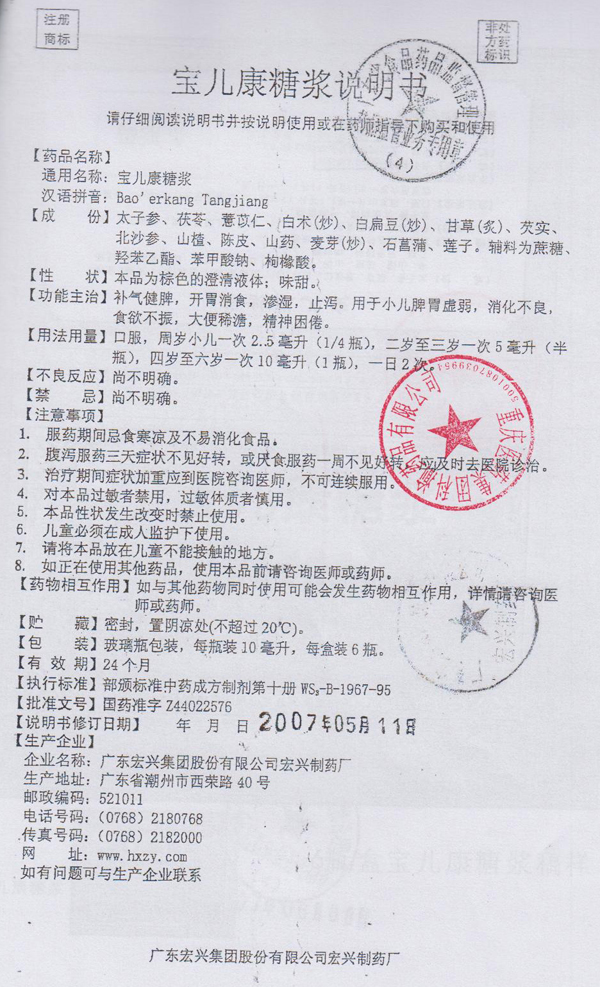 注册
商标
非处
方药
标识
宝儿康糖浆说明书
请仔细阅读说明书并按说明使用或在药师指导下购买和使用
(4)
【药品名称】
通用名称：宝儿康糖浆
汉语拼音：Bao'erkang Tangjiang
【成 份】太子参、茯苓、薏苡仁、白术(炒)、白扁豆(炒)、甘草(炙)、芡实、
北沙参、山楂、陈皮、山药、麦芽(炒)、石菖蒲、莲子。辅料为蔗糖、
羟苯乙酯、苯甲酸钠、枸橼酸。
【性 状】本品为棕色的澄清液体；味甜。
【功能主治】补气健脾，开胃消食，渗湿，止泻。用于小儿脾胃虚弱，消化不良，
食欲不振，大便稀溏，精神困倦。
【用法用量】口服，周岁小儿一次 2.5 毫升（1/4 瓶），二岁至三岁一次 5 毫升（半
瓶），四岁至六岁一次 10 毫升（1 瓶），一日 2 次。
【不良反应】尚不明确。
【禁 忌】尚不明确。
【注意事项】
1. 服药期间忌食寒凉及不易消化食品。
2. 腹泻服药三天症状不见好转，或厌食服药一周不见好转，应及时去医院诊治。
3. 治疗期间症状加重应到医院咨询医师，不可连续服用。
4. 对本品过敏者禁用，过敏体质者慎用。
5. 本品性状发生改变时禁止使用。
6. 儿童必须在成人监护下使用。
7. 请将本品放在儿童不能接触的地方。
8. 如正在使用其他药品，使用本品前请咨询医师或药师。
【药物相互作用】如与其他药物同时使用可能会发生药物相互作用，详情请咨询医
师或药师。
【贮 藏】密封，置阴凉处(不超过 20℃)。
【包 装】玻璃瓶包装，每瓶装 10 毫升，每盒装 6 瓶。
【有 效 期】24 个月
【执行标准】部颁标准中药成方制剂第十册 WS₃-B-1967-95
【批准文号】国药准字 Z44022576
【说明书修订日期】 年 月 日 2007年05月11日
【生产企业】
企业名称：广东宏兴集团股份有限公司宏兴制药厂
生产地址：广东省潮州市西荣路 40 号
邮政编码：521011
电话号码：(0768) 2180768
传真号码：(0768) 2182000
网 址：www.hxzy.com
如有问题可与生产企业联系
广东宏兴集团股份有限公司宏兴制药厂